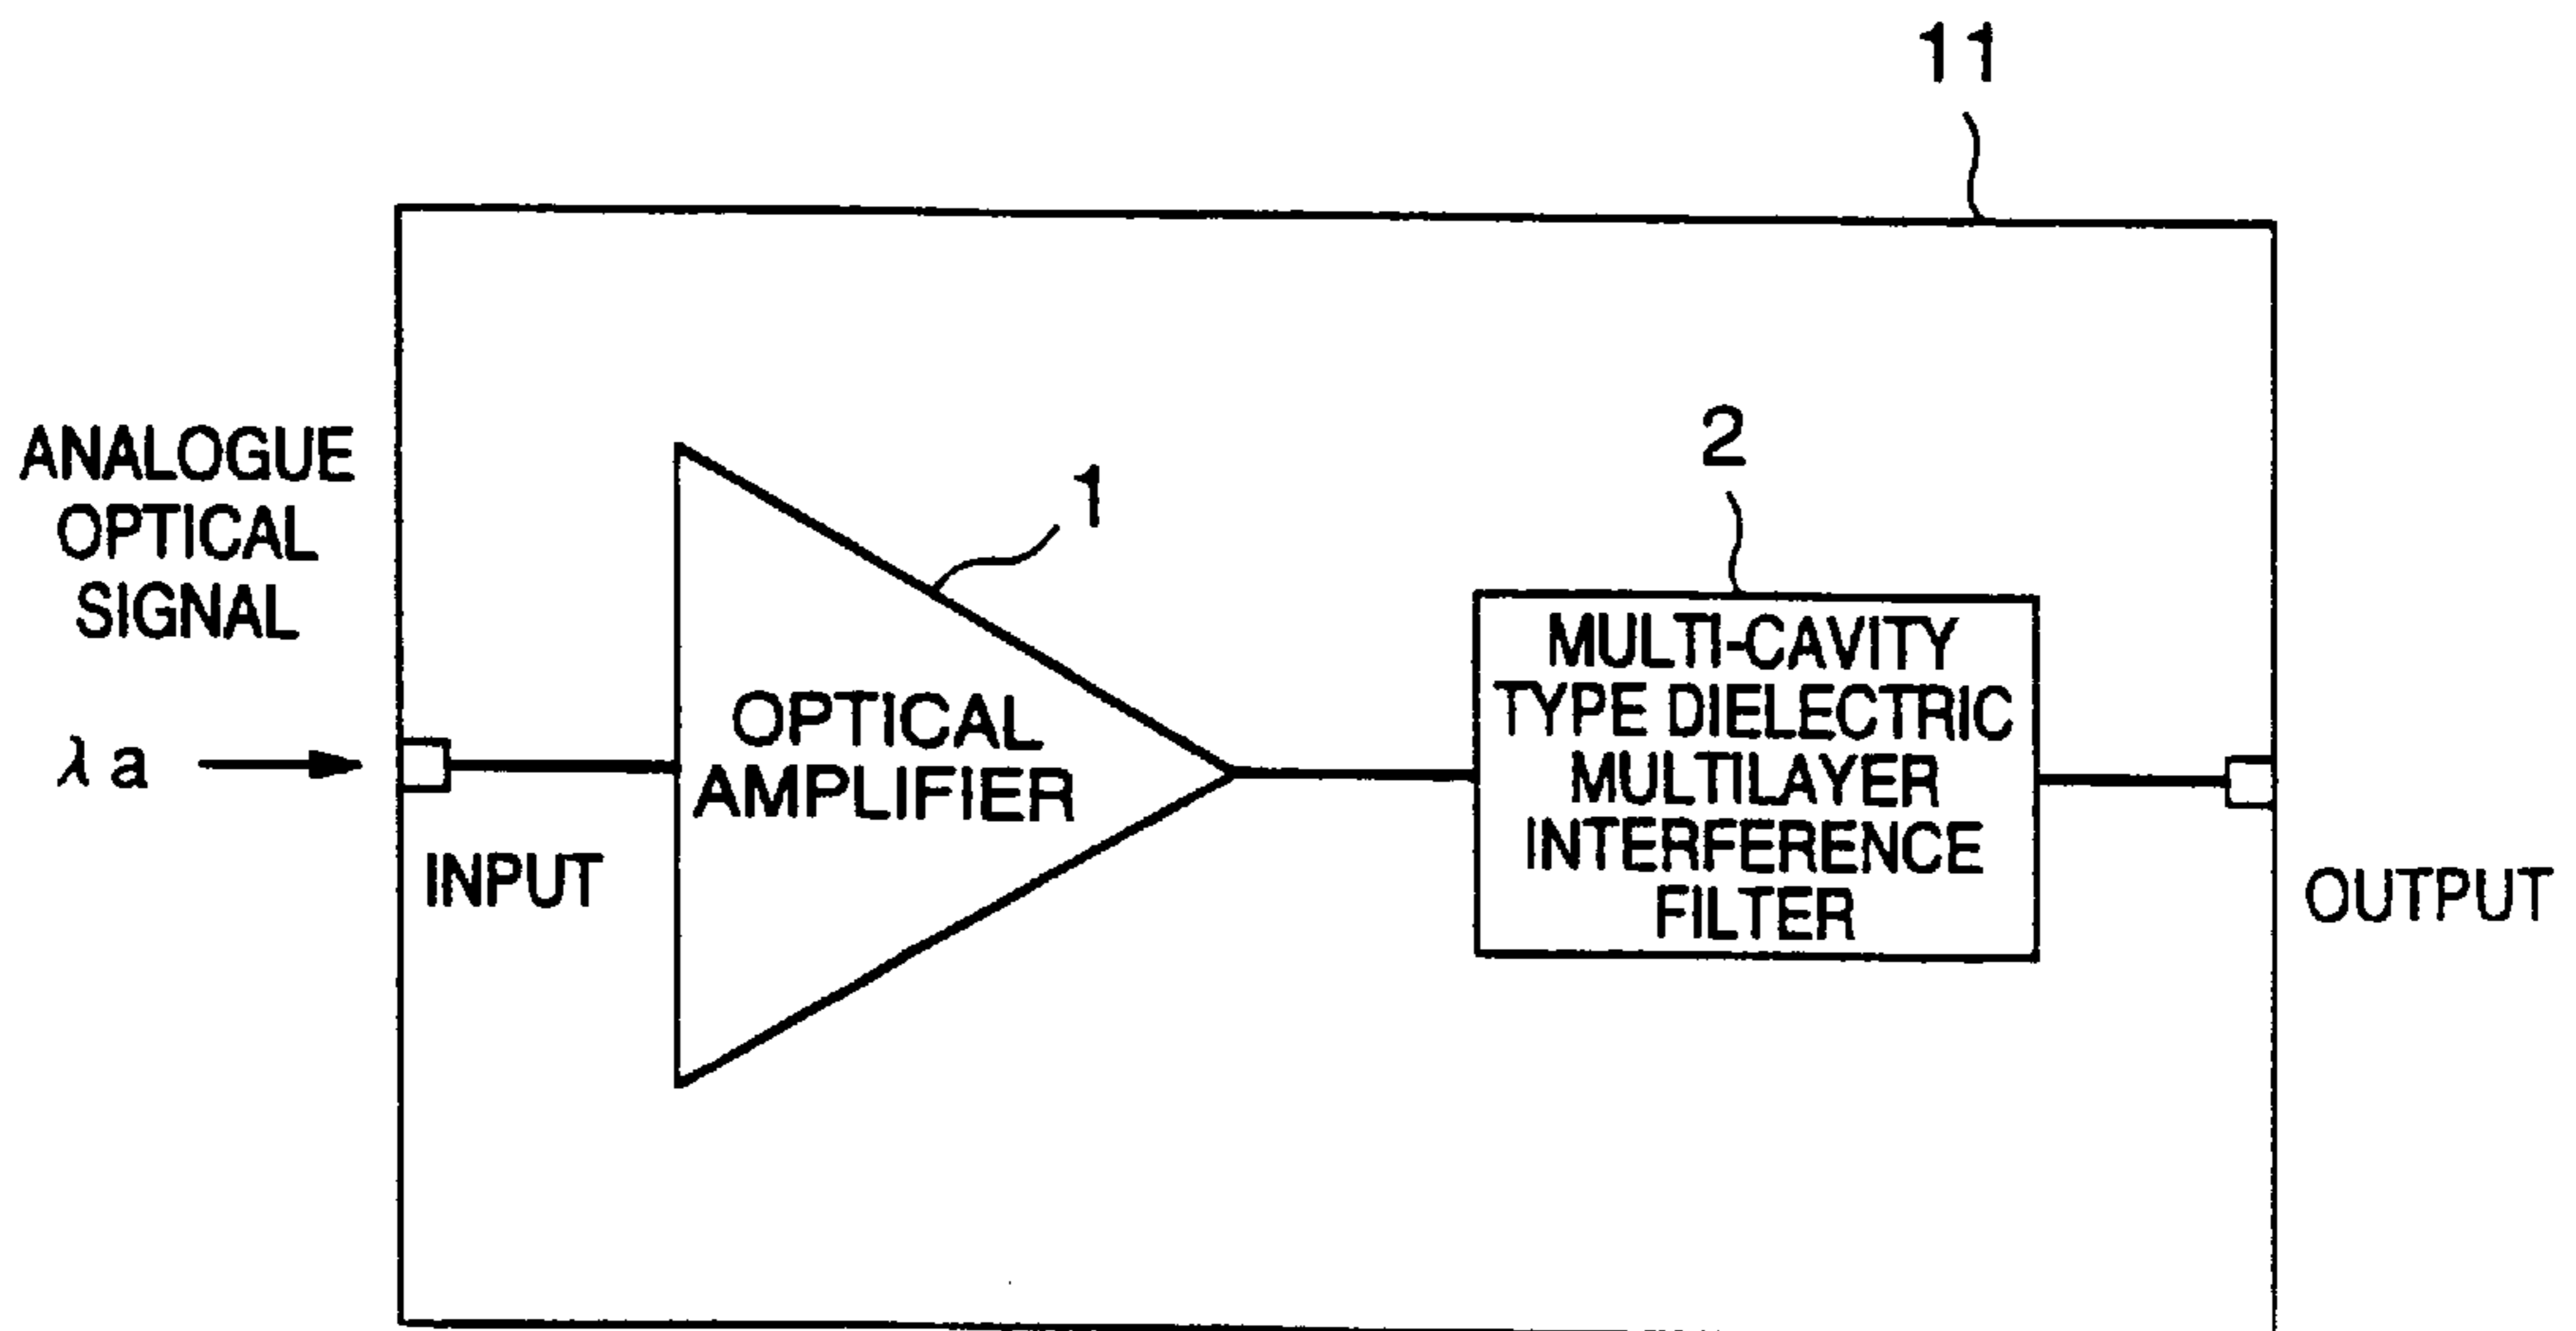 11
ANALOGUE
OPTICAL
SIGNAL
λa
INPUT
1
OPTICAL
AMPLIFIER
2
MULTI-CAVITY
TYPE DIELECTRIC
MULTILAYER
INTERFERENCE
FILTER
OUTPUT